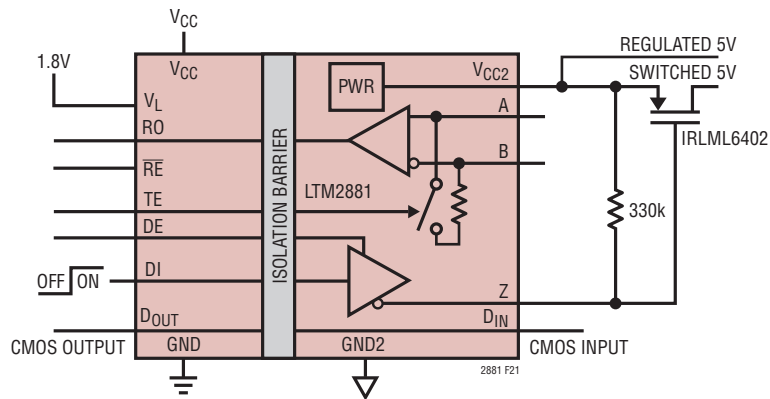 VCC
REGULATED 5V
1.8V
VCC
VCC2
SWITCHED 5V
PWR
VL
A
RO
IRLML6402
B
RE
LTM2881
ISOLATION BARRIER
TE
330k
DE
OFF ON
DI
Z
DOUT
DIN
CMOS OUTPUT
GND
GND2
CMOS INPUT
2881 F21